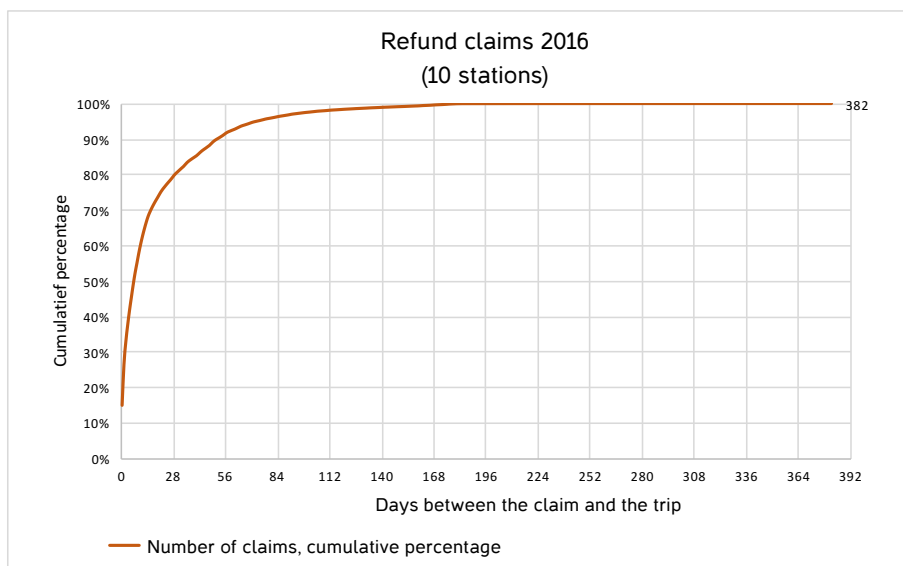 Refund claims 2016
(10 stations)
100%
90%
80%
70%
60%
50%
40%
30%
20%
10%
0%
Cumulatief percentage
382
0 28 56 84 112 140 168 196 224 252 280 308 336 364 392
Days between the claim and the trip
Number of claims, cumulative percentage